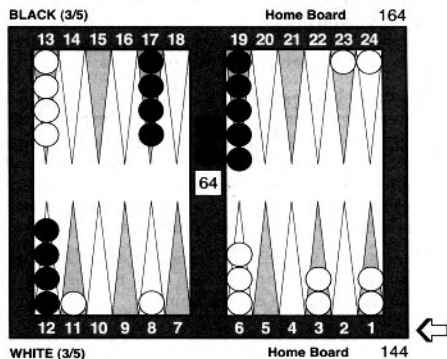 BLACK (3/5) Home Board 164
13 14 15 16 17 18 19 20 21 22 23 24
64
12 11 10 9 8 7 6 5 4 3 2 1
WHITE (3/5) Home Board 144